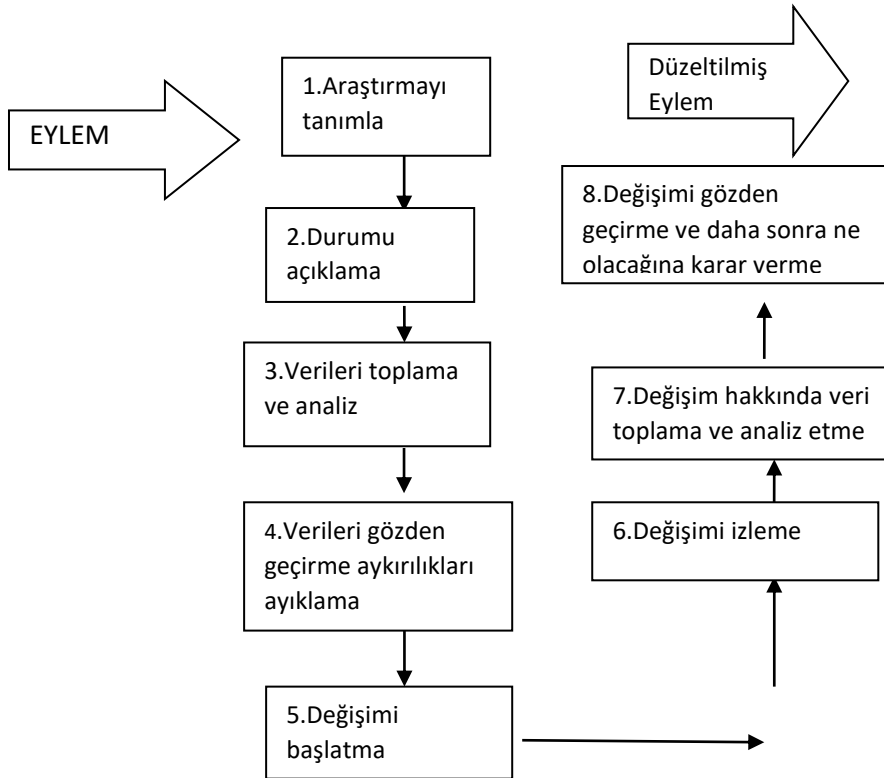 EYLEM
1.Araştırmayı
tanımla
2.Durumu
açıklama
3.Verileri toplama
ve analiz
4.Verileri gözden
geçirme aykırılıkları
ayıklama
5.Değişimi
başlatma
6.Değişimi izleme
7.Değişim hakkında veri
toplama ve analiz etme
8.Değişimi gözden
geçirme ve daha sonra ne
olacağına karar verme
Düzeltilmiş
Eylem